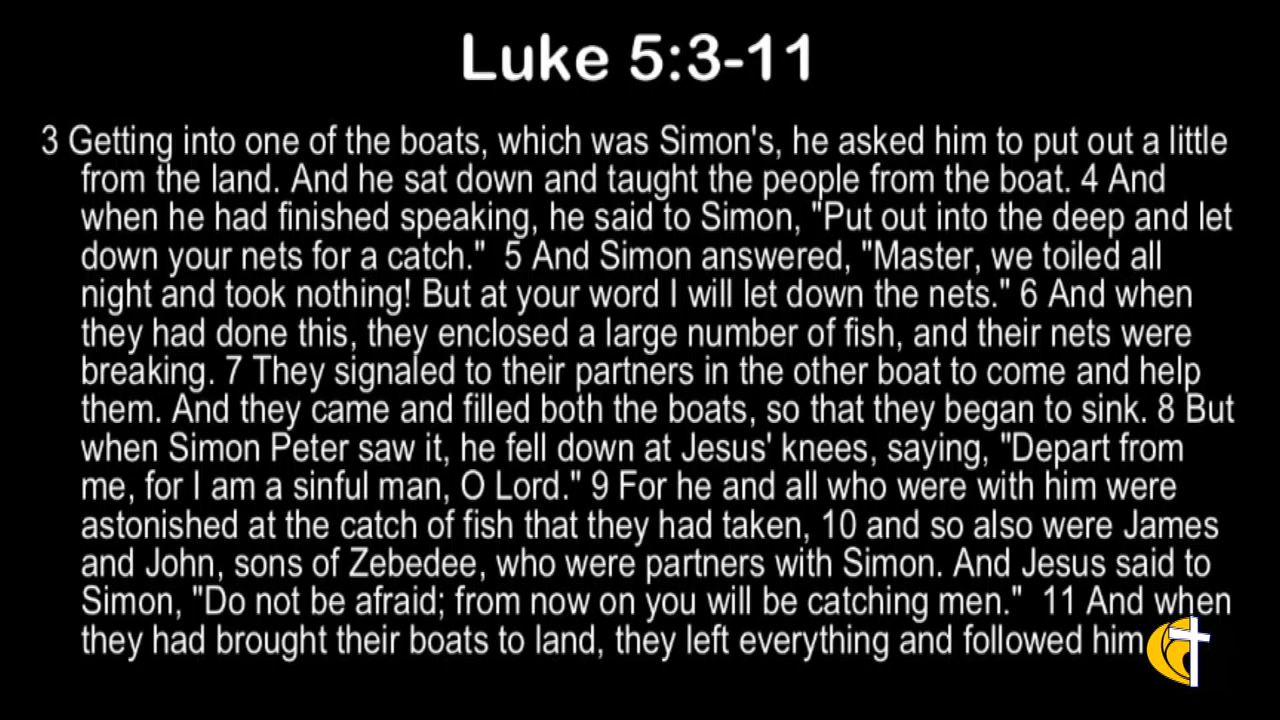 Luke 5:3-11
3 Getting into one of the boats, which was Simon's, he asked him to put out a little
from the land. And he sat down and taught the people from the boat. 4 And
when he had finished speaking, he said to Simon, "Put out into the deep and let
down your nets for a catch."  5 And Simon answered, "Master, we toiled all
night and took nothing! But at your word I will let down the nets." 6 And when
they had done this, they enclosed a large number of fish, and their nets were
breaking. 7 They signaled to their partners in the other boat to come and help
them. And they came and filled both the boats, so that they began to sink. 8 But
when Simon Peter saw it, he fell down at Jesus' knees, saying, "Depart from
me, for I am a sinful man, O Lord." 9 For he and all who were with him were
astonished at the catch of fish that they had taken, 10 and so also were James
and John, sons of Zebedee, who were partners with Simon. And Jesus said to
Simon, "Do not be afraid; from now on you will be catching men."  11 And when
they had brought their boats to land, they left everything and followed him